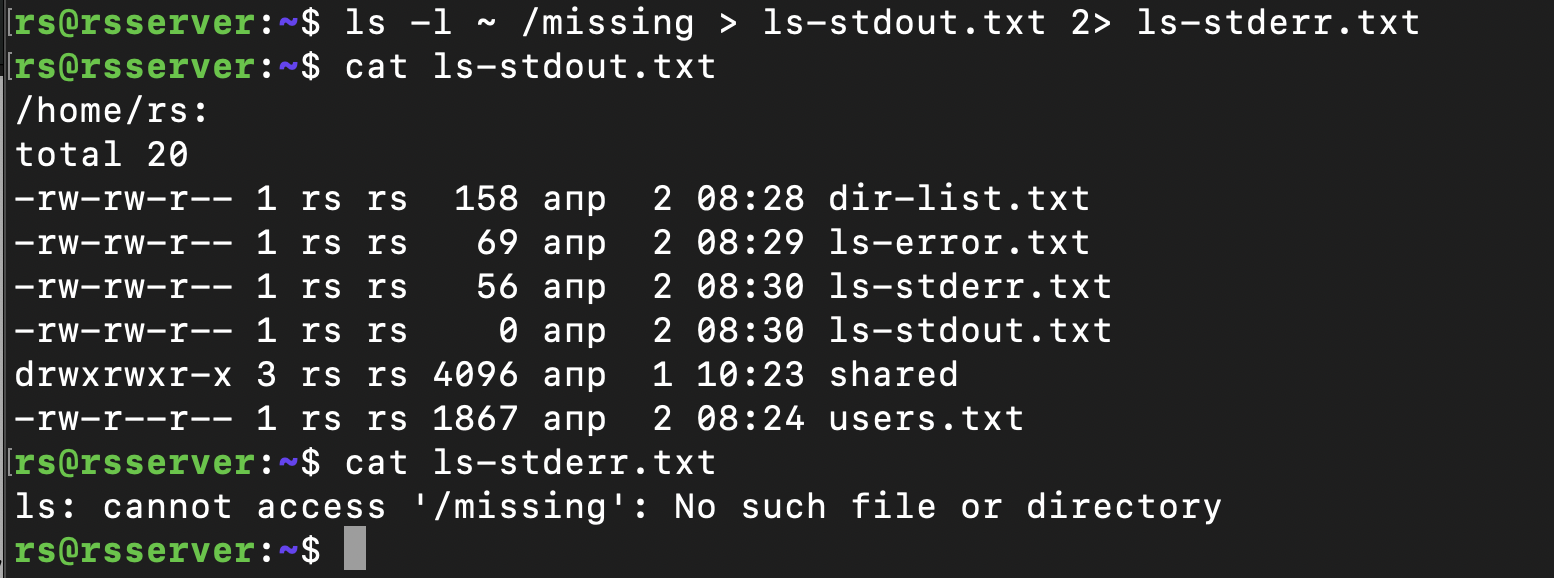 rs@rsserver:~$ ls -l ~ /missing > ls-stdout.txt 2> ls-stderr.txt
rs@rsserver:~$ cat ls-stdout.txt
/home/rs:
total 20
-rw-rw-r-- 1 rs rs  158 апр  2 08:28 dir-list.txt
-rw-rw-r-- 1 rs rs   69 апр  2 08:29 ls-error.txt
-rw-rw-r-- 1 rs rs   56 апр  2 08:30 ls-stderr.txt
-rw-rw-r-- 1 rs rs    0 апр  2 08:30 ls-stdout.txt
drwxrwxr-x 3 rs rs 4096 апр  1 10:23 shared
-rw-r--r-- 1 rs rs 1867 апр  2 08:24 users.txt
rs@rsserver:~$ cat ls-stderr.txt
ls: cannot access '/missing': No such file or directory
rs@rsserver:~$